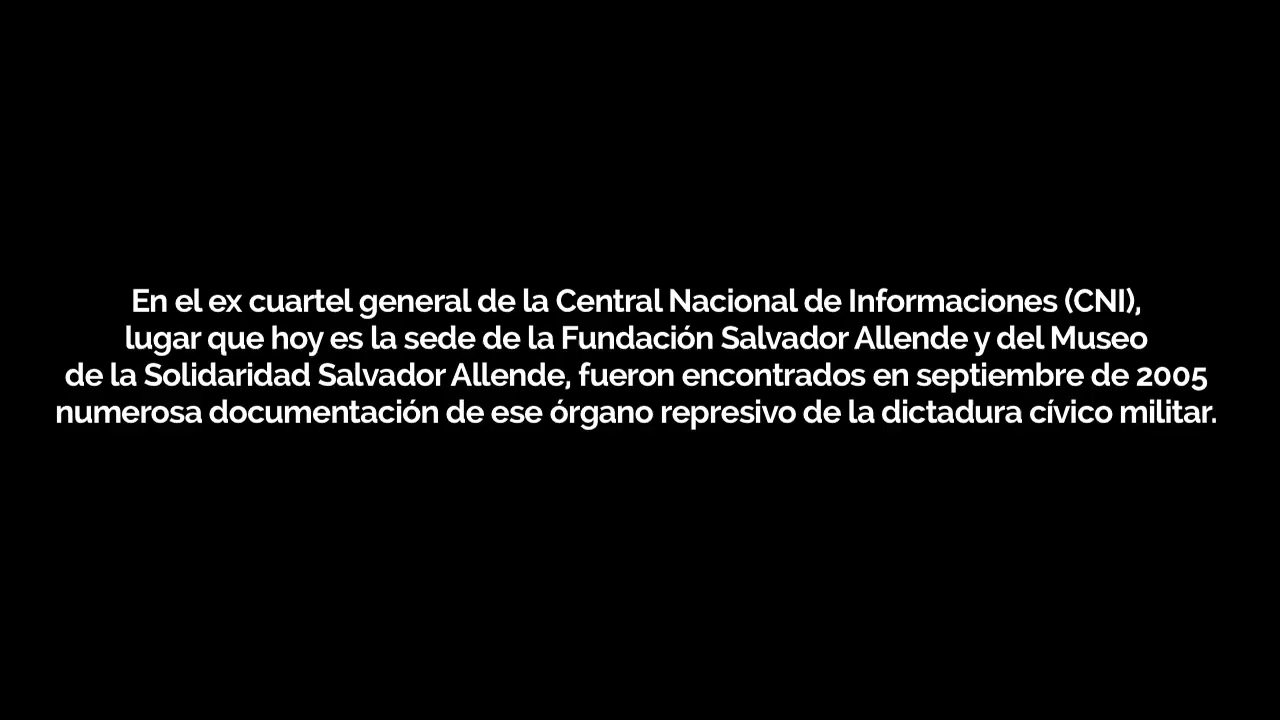 En el ex cuartel general de la Central Nacional de Informaciones (CNI),
lugar que hoy es la sede de la Fundación Salvador Allende y del Museo
de la Solidaridad Salvador Allende, fueron encontrados en septiembre de 2005
numerosa documentación de ese órgano represivo de la dictadura cívico militar.